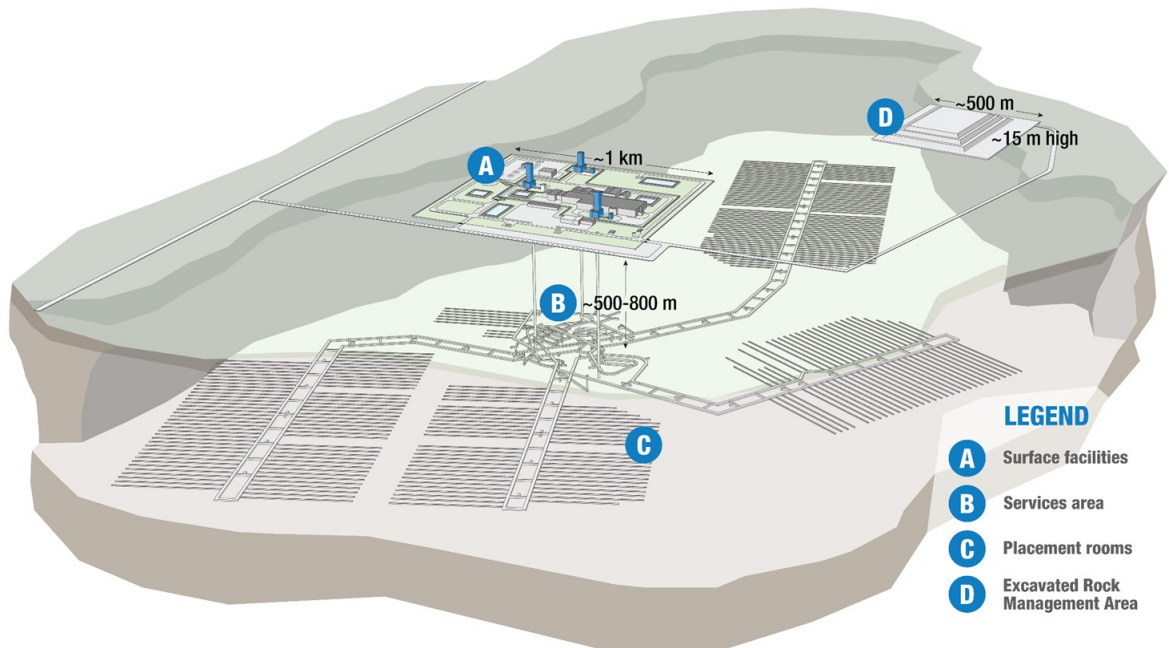 D
~500 m
~15 m high
A
~1 km
B
~500-800 m
C
LEGEND
A Surface facilities
B Services area
C Placement rooms
D Excavated Rock
Management Area